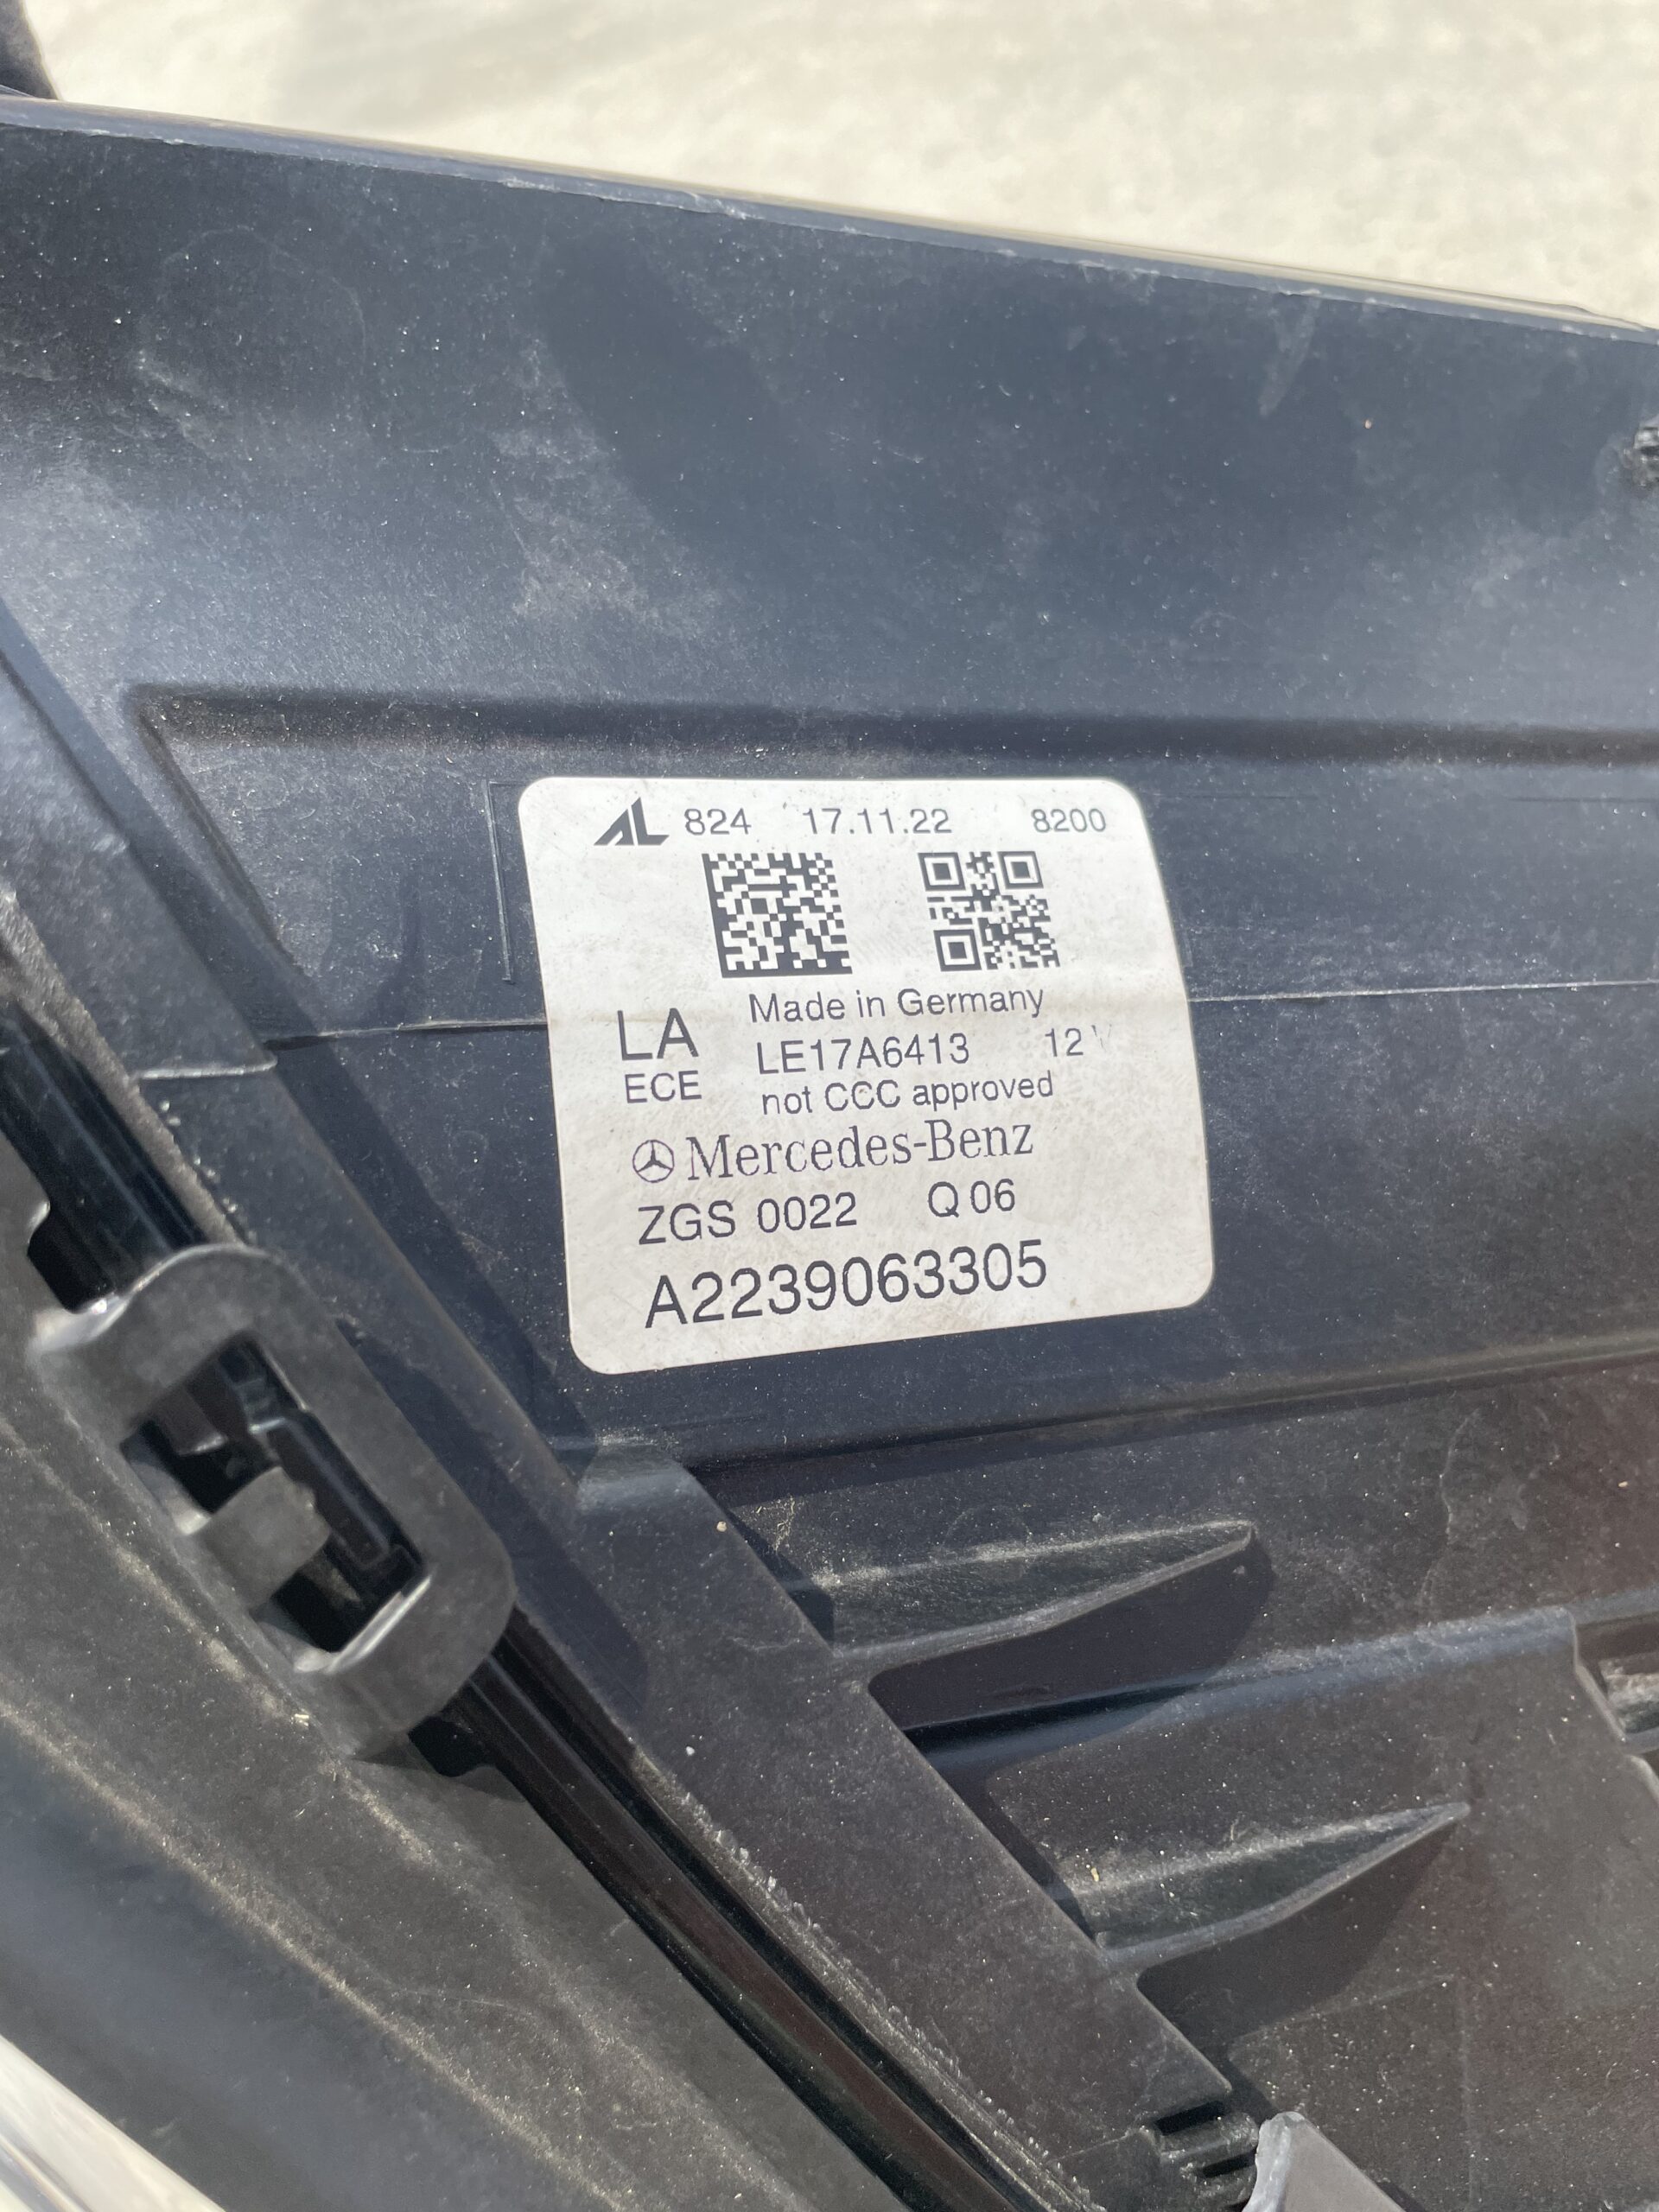 AL 824 17.11.22 8200
Made in Germany
LA LE17A6413 12 V
ECE not CCC approved
Mercedes-Benz
ZGS 0022 Q 06
A2239063305